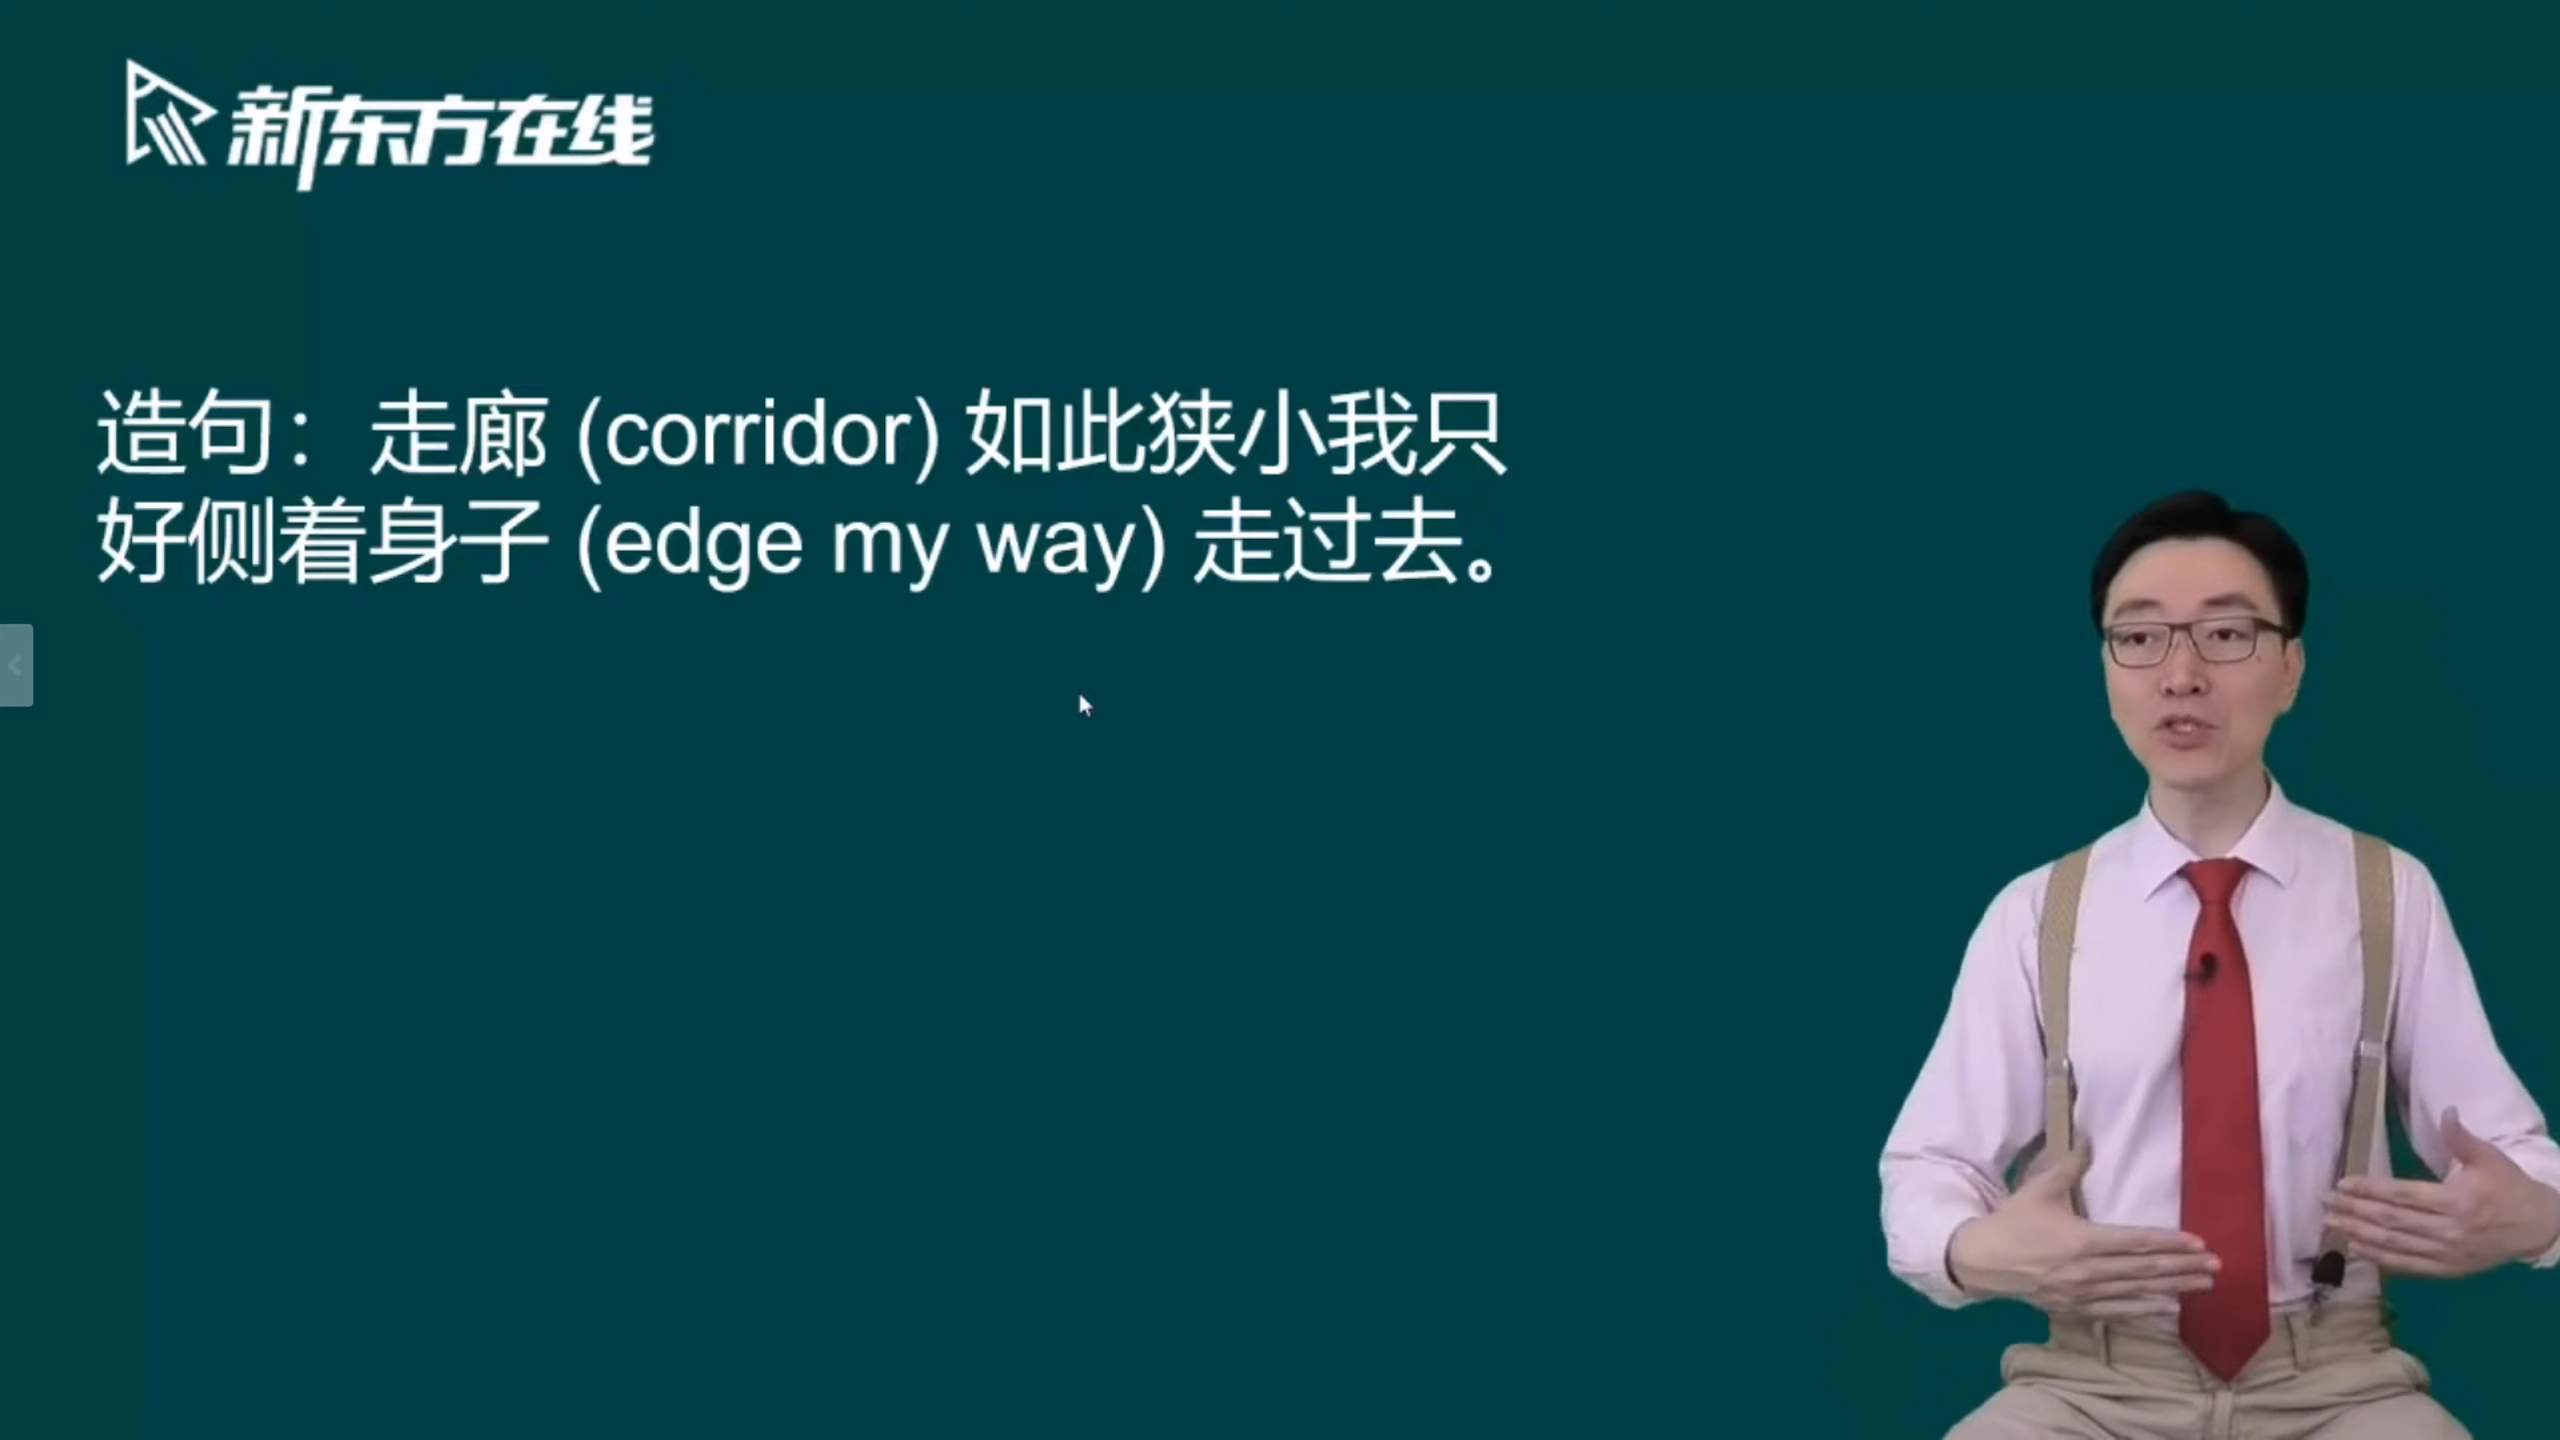 新东方在线
造句：走廊 (corridor) 如此狭小我只
好侧着身子 (edge my way) 走过去。